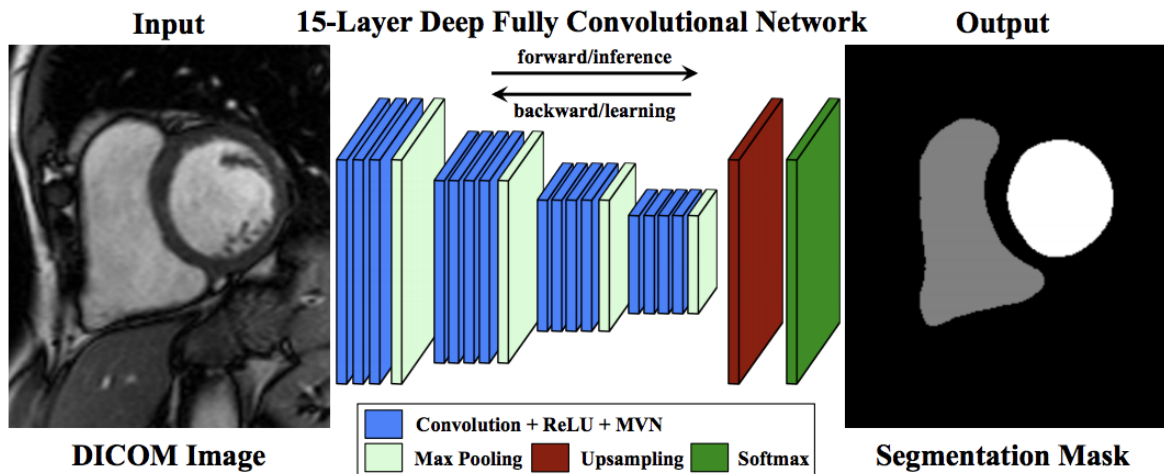 Input
15-Layer Deep Fully Convolutional Network
Output
forward/inference
backward/learning
Convolution + ReLU + MVN
Max Pooling
Upsampling
Softmax
DICOM Image
Segmentation Mask